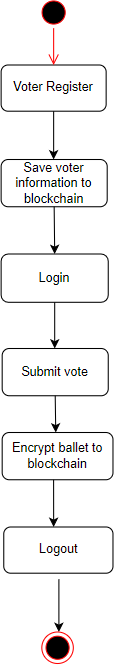 Voter Register
Save voter
information to
blockchain
Login
Submit vote
Encrypt ballet to
blockchain
Logout